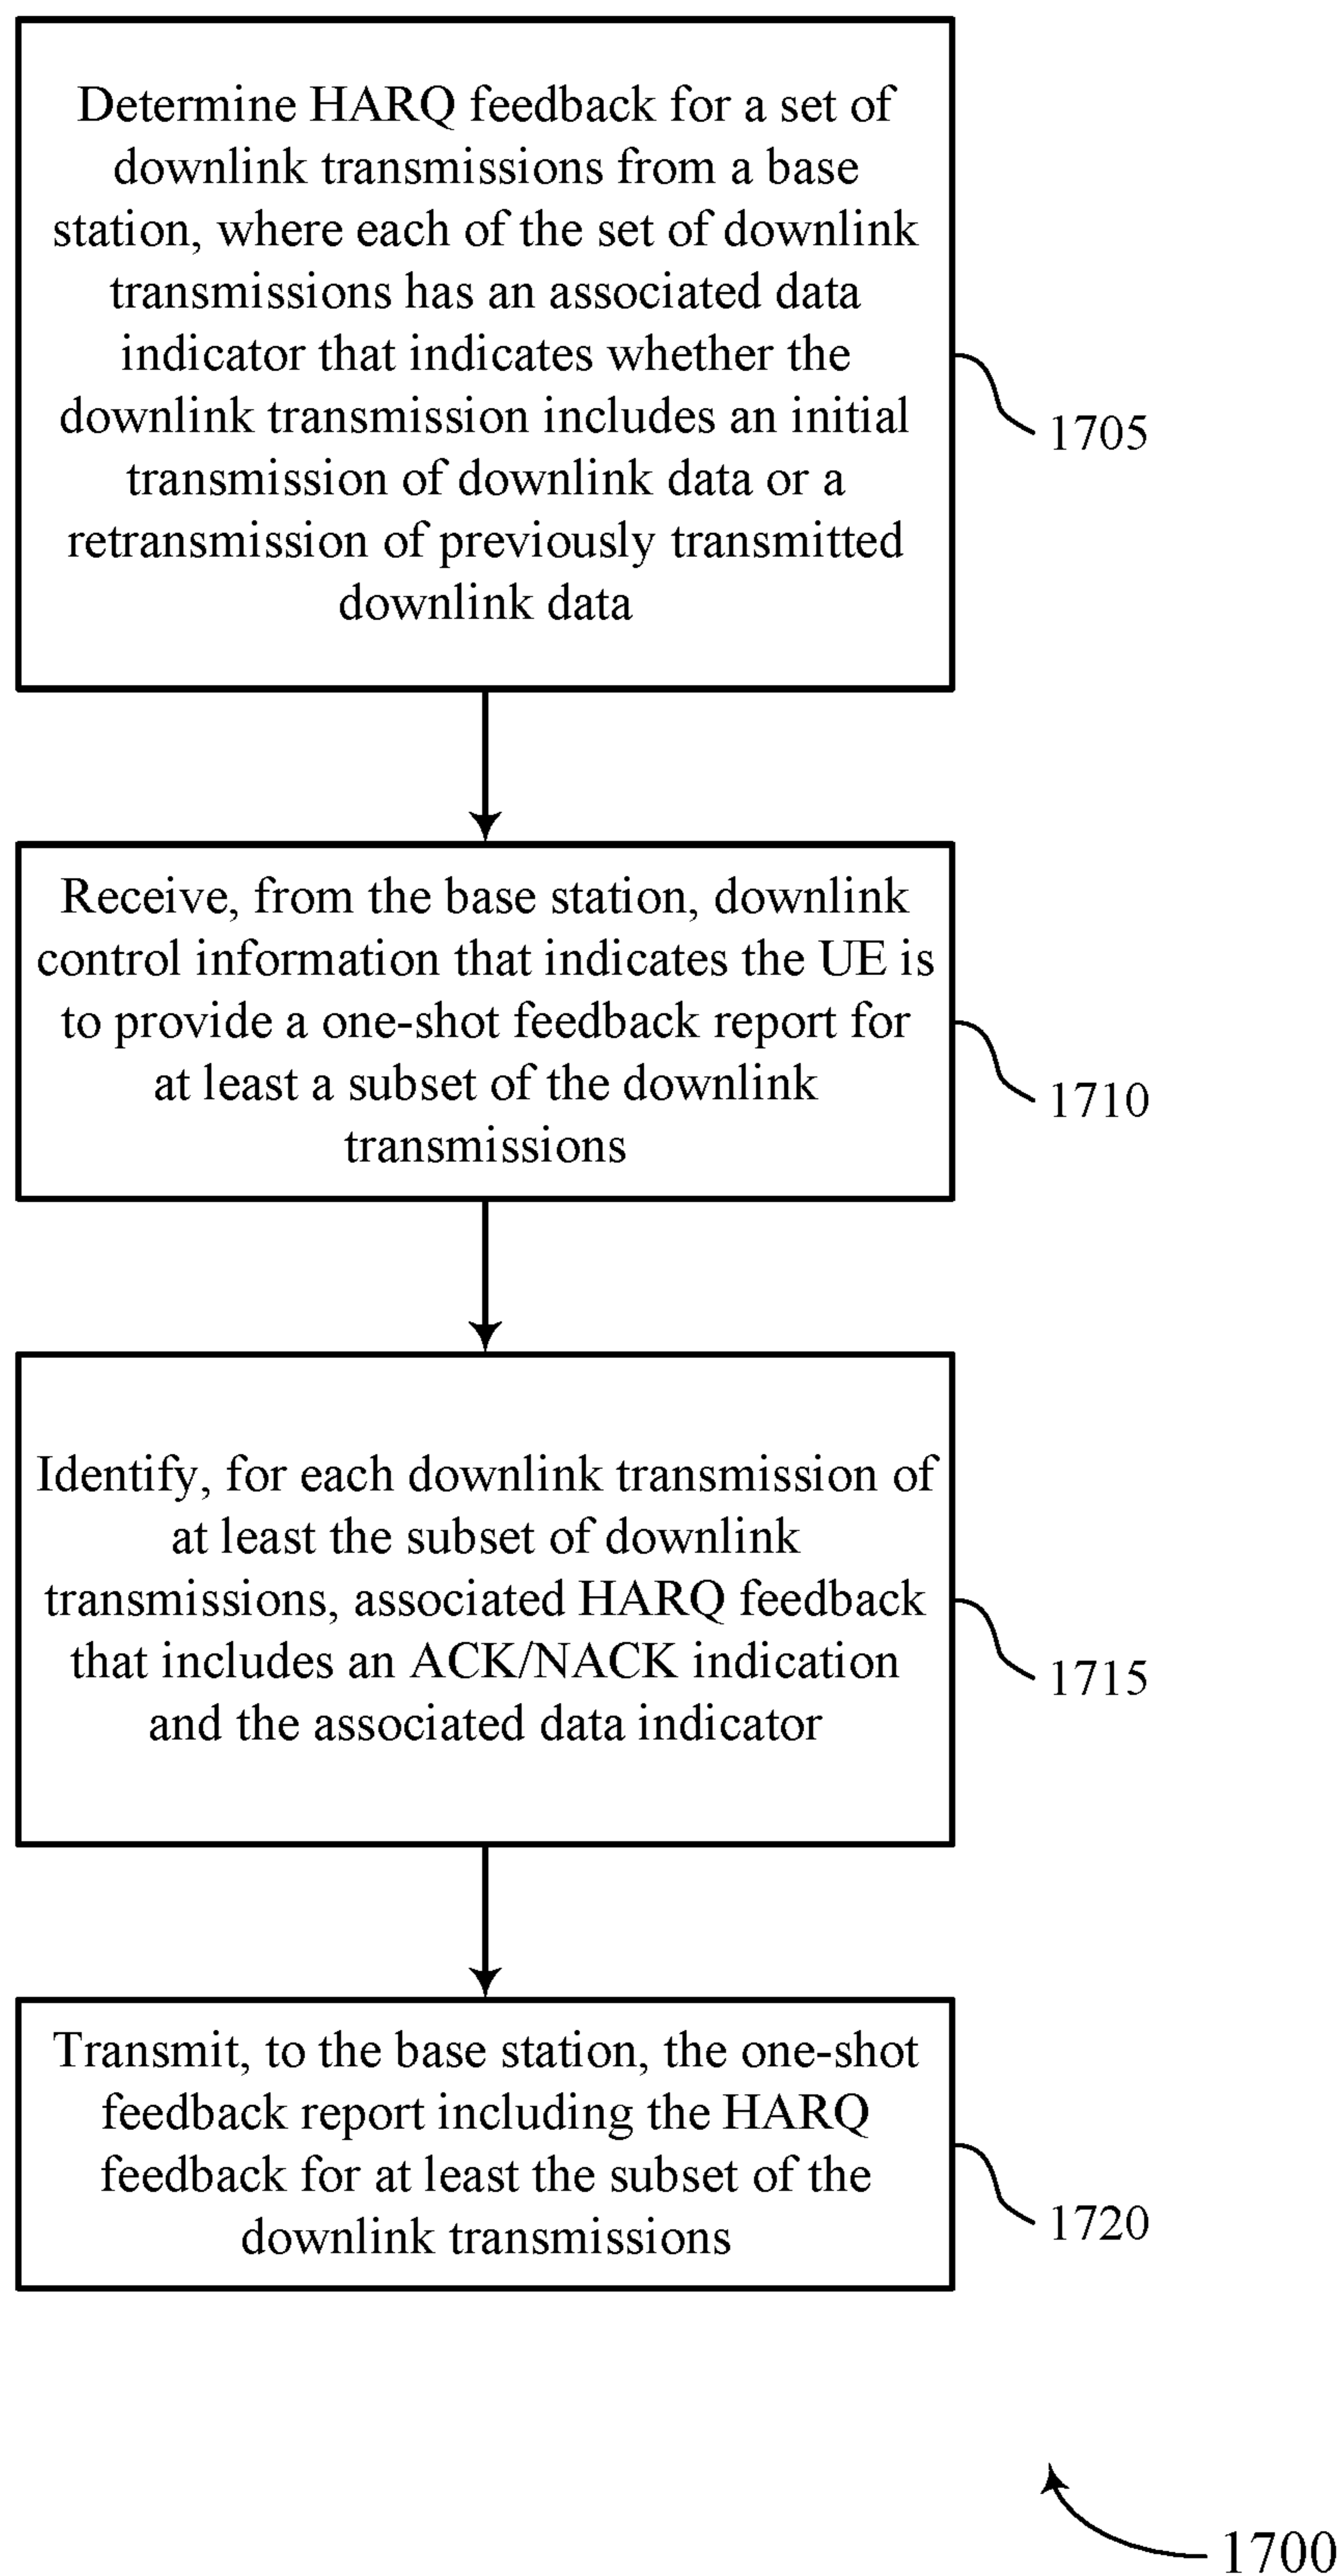 Determine HARQ feedback for a set of
downlink transmissions from a base
station, where each of the set of downlink
transmissions has an associated data
indicator that indicates whether the
downlink transmission includes an initial
transmission of downlink data or a
retransmission of previously transmitted
downlink data
1705
Receive, from the base station, downlink
control information that indicates the UE is
to provide a one-shot feedback report for
at least a subset of the downlink
transmissions
1710
Identify, for each downlink transmission of
at least the subset of downlink
transmissions, associated HARQ feedback
that includes an ACK/NACK indication
and the associated data indicator
1715
Transmit, to the base station, the one-shot
feedback report including the HARQ
feedback for at least the subset of the
downlink transmissions
1720
1700